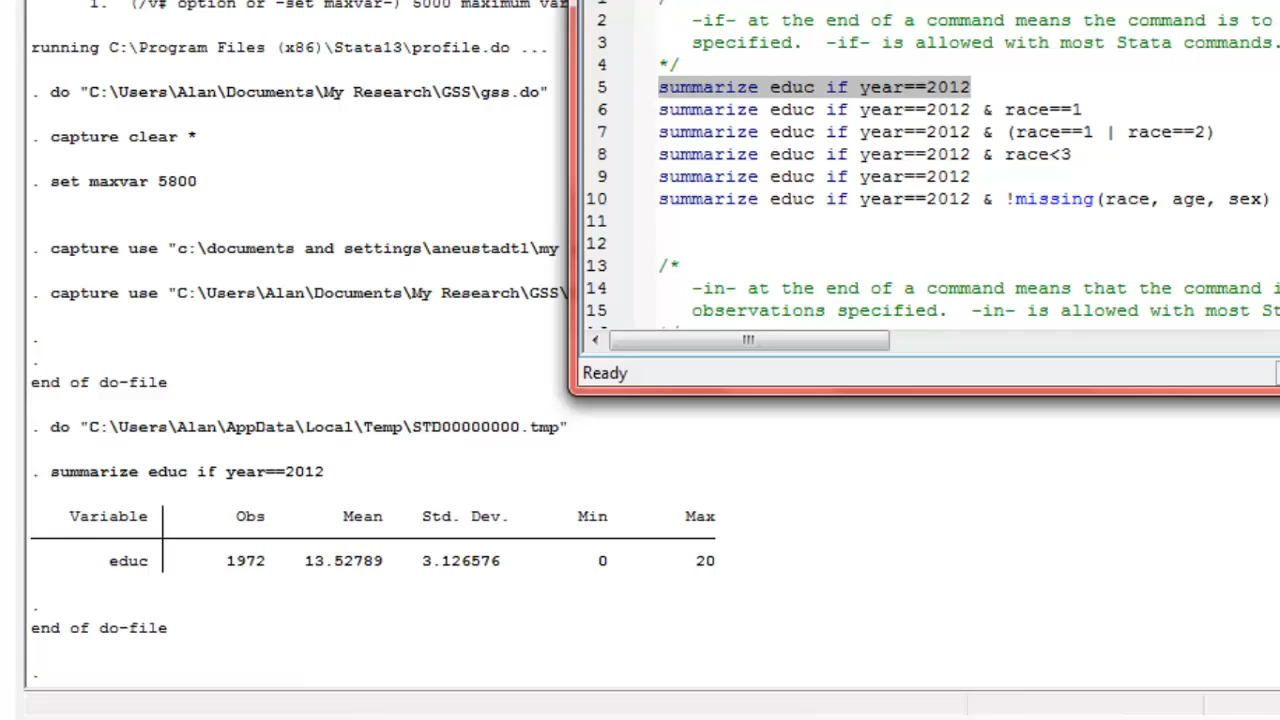 1. (/v# option or -set maxvar-) 5000 maximum var
running C:\Program Files (x86)\Stata13\profile.do ...
. do "C:\Users\Alan\Documents\My Research\GSS\gss.do"
. capture clear *
. set maxvar 5800
. capture use "c:\documents and settings\aneustadtl\my
. capture use "C:\Users\Alan\Documents\My Research\GSS\
.
.
end of do-file
. do "C:\Users\Alan\AppData\Local\Temp\STD00000000.tmp"
. summarize educ if year==2012
Variable | Obs Mean Std. Dev. Min Max
educ | 1972 13.52789 3.126576 0 20
.
end of do-file
.
1 /*
2 -if- at the end of a command means the command is to
3 specified. -if- is allowed with most Stata commands.
4 */
5 summarize educ if year==2012
6 summarize educ if year==2012 & race==1
7 summarize educ if year==2012 & (race==1 | race==2)
8 summarize educ if year==2012 & race<3
9 summarize educ if year==2012
10 summarize educ if year==2012 & !missing(race, age, sex)
11
12
13 /*
14 -in- at the end of a command means that the command i
15 observations specified. -in- is allowed with most St
Ready